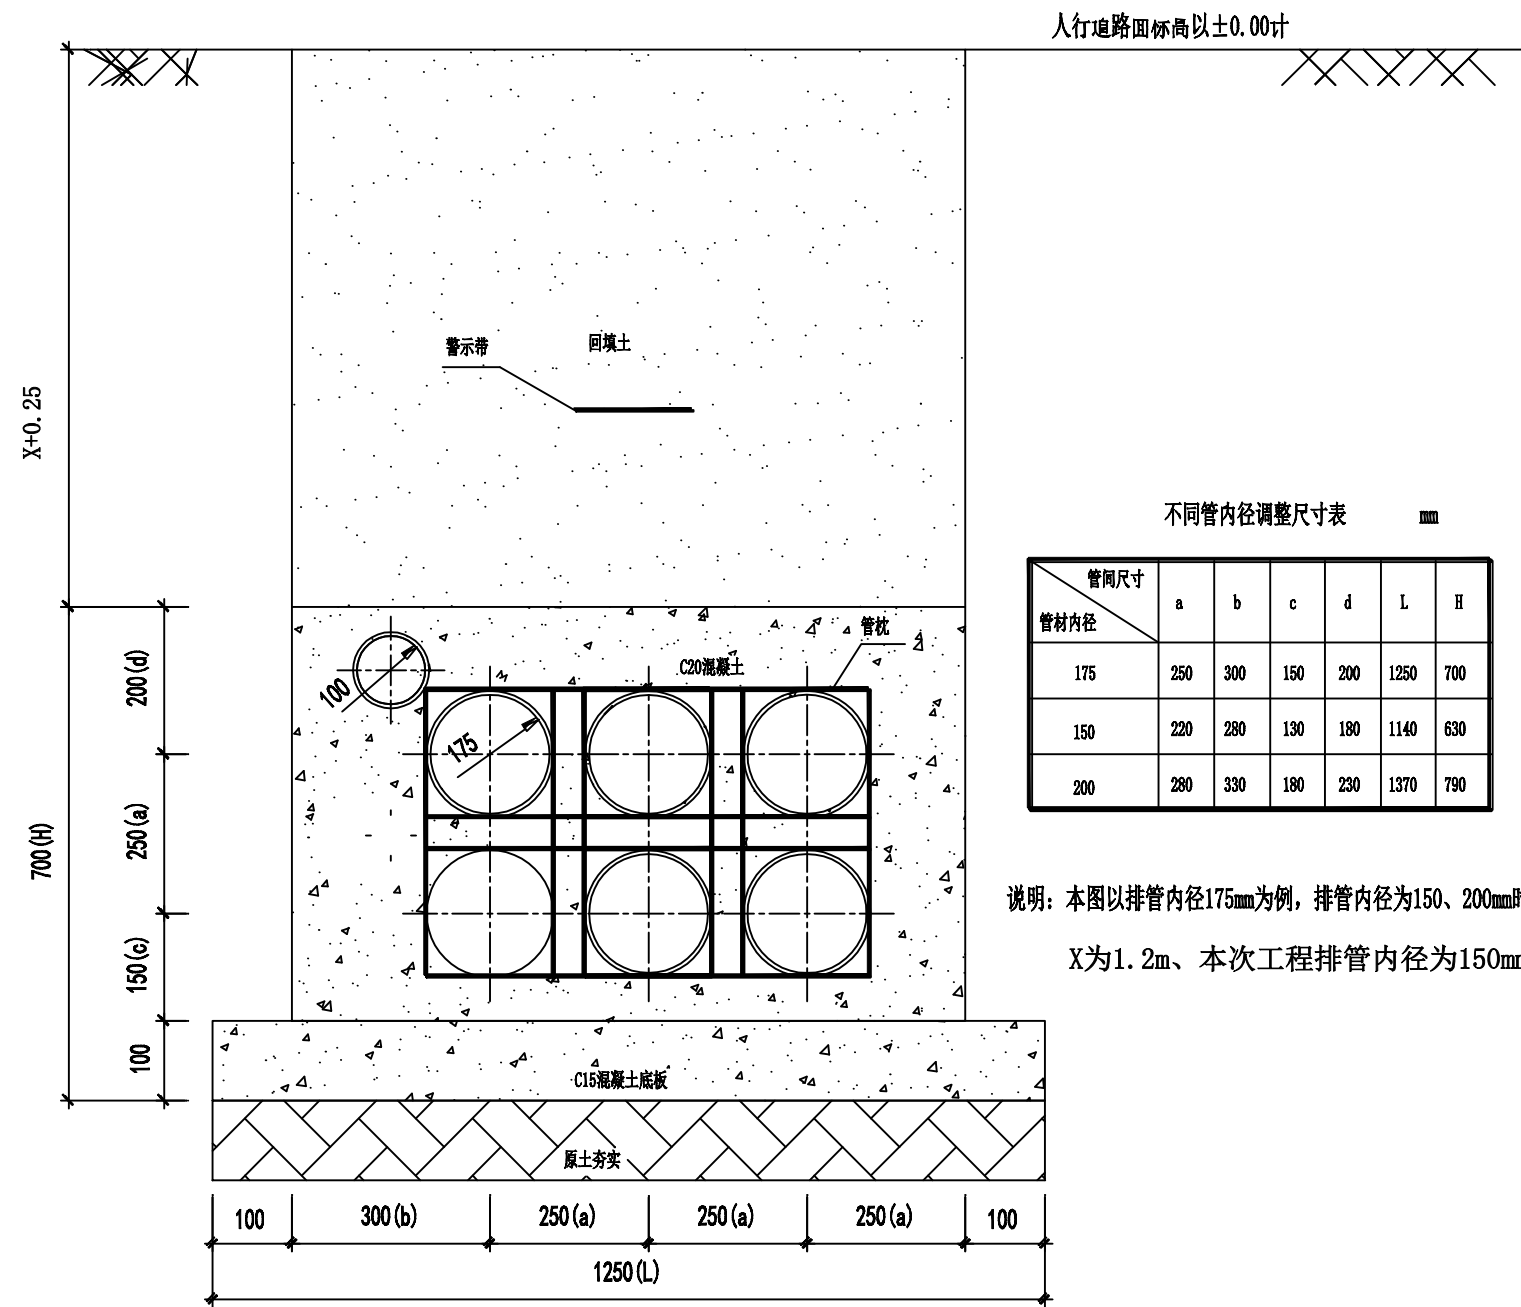 人行道路面标高以±0.00计
警示带
回填土
X+0.25
不同管内径调整尺寸表 mm
管间尺寸 a b c d L H
管材内径
175 250 300 150 200 1250 700
150 220 280 130 180 1140 630
200 280 330 180 230 1370 790
管枕
C20混凝土
200(d)
100
175
250(a)
700(H)
说明：本图以排管内径175mm为例，排管内径为150、200mm时
X为1.2m、本次工程排管内径为150mm
150(c)
100
C15混凝土底板
原土夯实
100 300(b) 250(a) 250(a) 250(a) 100
1250(L)